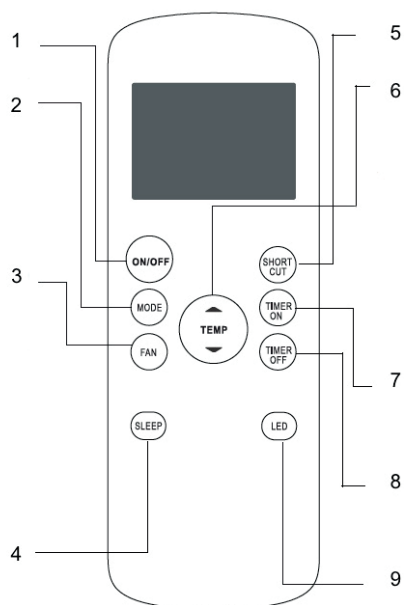 1
2
3
4
5
6
7
8
9
ON/OFF
MODE
FAN
SLEEP
TEMP
SHORT
CUT
TIMER
ON
TIMER
OFF
LED